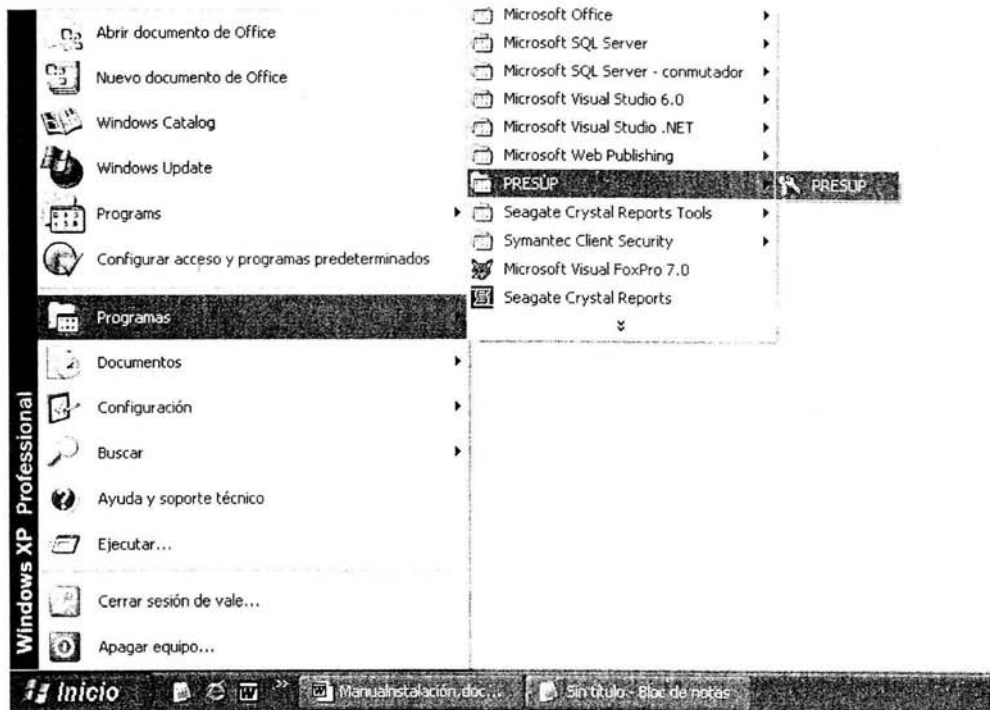 Abrir documento de Office
Nuevo documento de Office
Windows Catalog
Windows Update
Programs
Configurar acceso y programas predeterminados
Programas
Documentos
Configuración
Buscar
Ayuda y soporte técnico
Ejecutar...
Cerrar sesión de vale...
Apagar equipo...
Windows XP Professional
Microsoft Office
Microsoft SQL Server
Microsoft SQL Server - conmutador
Microsoft Visual Studio 6.0
Microsoft Visual Studio .NET
Microsoft Web Publishing
PRESUP
Seagate Crystal Reports Tools
Symantec Client Security
Microsoft Visual FoxPro 7.0
Seagate Crystal Reports
PRESUP
Inicio
ManualInstalación.doc...
Sin título - Bloc de notas